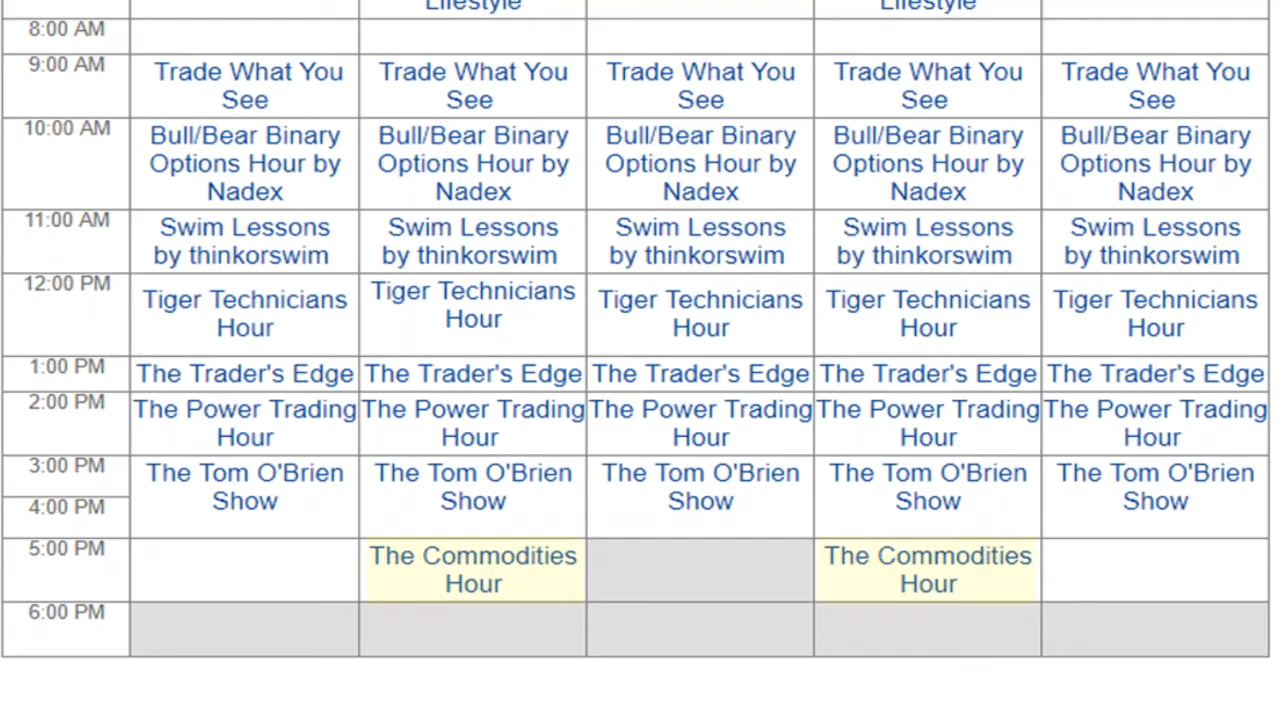 Lifestyle Lifestyle
8:00 AM
9:00 AM Trade What You Trade What You Trade What You Trade What You Trade What You
See See See See See
10:00 AM Bull/Bear Binary Bull/Bear Binary Bull/Bear Binary Bull/Bear Binary Bull/Bear Binary
Options Hour by Options Hour by Options Hour by Options Hour by Options Hour by
Nadex Nadex Nadex Nadex Nadex
11:00 AM Swim Lessons Swim Lessons Swim Lessons Swim Lessons Swim Lessons
by thinkorswim by thinkorswim by thinkorswim by thinkorswim by thinkorswim
12:00 PM Tiger Technicians Tiger Technicians Tiger Technicians Tiger Technicians Tiger Technicians
Hour Hour Hour Hour Hour
1:00 PM The Trader's Edge The Trader's Edge The Trader's Edge The Trader's Edge The Trader's Edge
2:00 PM The Power Trading The Power Trading The Power Trading The Power Trading The Power Trading
Hour Hour Hour Hour Hour
3:00 PM The Tom O'Brien The Tom O'Brien The Tom O'Brien The Tom O'Brien The Tom O'Brien
4:00 PM Show Show Show Show Show
5:00 PM The Commodities The Commodities
Hour Hour
6:00 PM